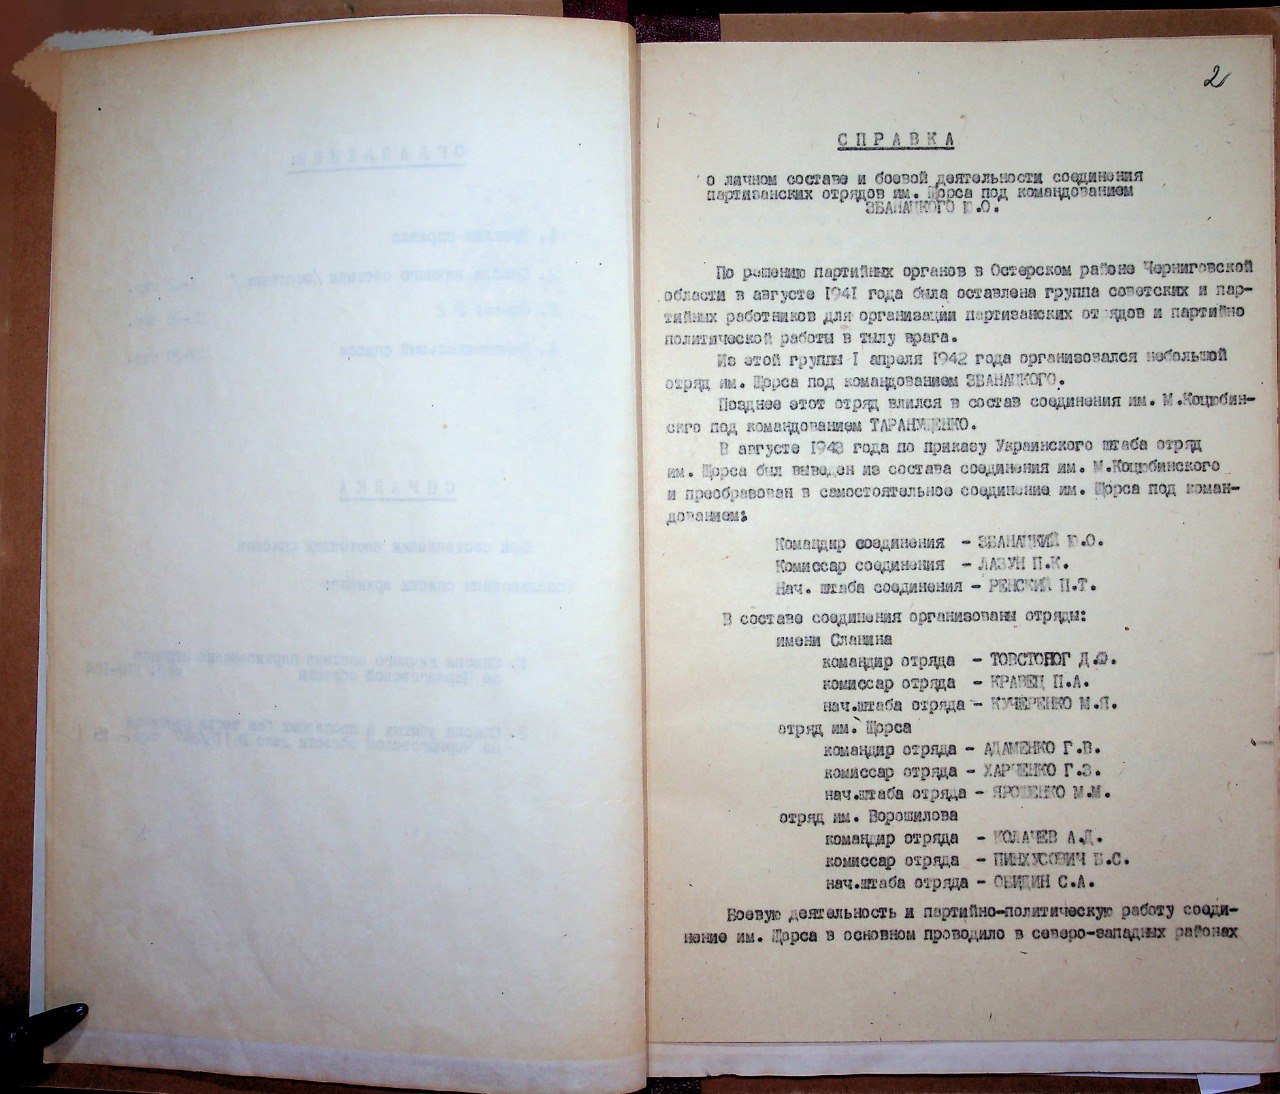 2
СПРАВКА
о личном составе и боевой деятельности соединения
партизанских отрядов им. Щорса под командованием
ЗБАНАЦКОГО Ю.О.
По решению партийных органов в Остерском районе Черниговской
области в августе 1941 года была оставлена группа советских и пар-
тийных работников для организации партизанских отрядов и партийно
политической работы в тылу врага.
Из этой группы I апреля 1942 года организовался небольшой
отряд им. Щорса под командованием ЗБАНАЦКОГО.
Позднее этот отряд влился в состав соединения им. М.Коцюбин-
ского под командованием ТАРАНУЩЕНКО.
В августе 1943 года по приказу Украинского штаба отряд
им. Щорса был выведен из состава соединения им. М.Коцюбинского
и преобразован в самостоятельное соединение им. Щорса под коман-
дованием:
Командир соединения - ЗБАНАЦКИЙ Ю.О.
Комиссар соединения - ЛАЗУН П.К.
Нач. штаба соединения - РЕНСКИЙ П.Т.
В составе соединения организованы отряды:
имени Сталина
командир отряда - ТОВСТОНОГ Д.Ф.
комиссар отряда - КРАВЕЦ П.А.
нач.штаба отряда - КУЧЕРЕНКО М.Я.
отряд им. Щорса
командир отряда - АДАМЕНКО Г.В.
комиссар отряда - ХАРЧЕНКО Г.З.
нач.штаба отряда - ЯРОШЕНКО М.М.
отряд им. Ворошилова
командир отряда - КОЛАЧЕВ А.Д.
комиссар отряда - ПИНХУСОВИЧ Б.С.
нач.штаба отряда - ОБИДИН С.А.
Боевую деятельность и партийно-политическую работу соеди-
нение им. Щорса в основном проводило в северо-западных районах